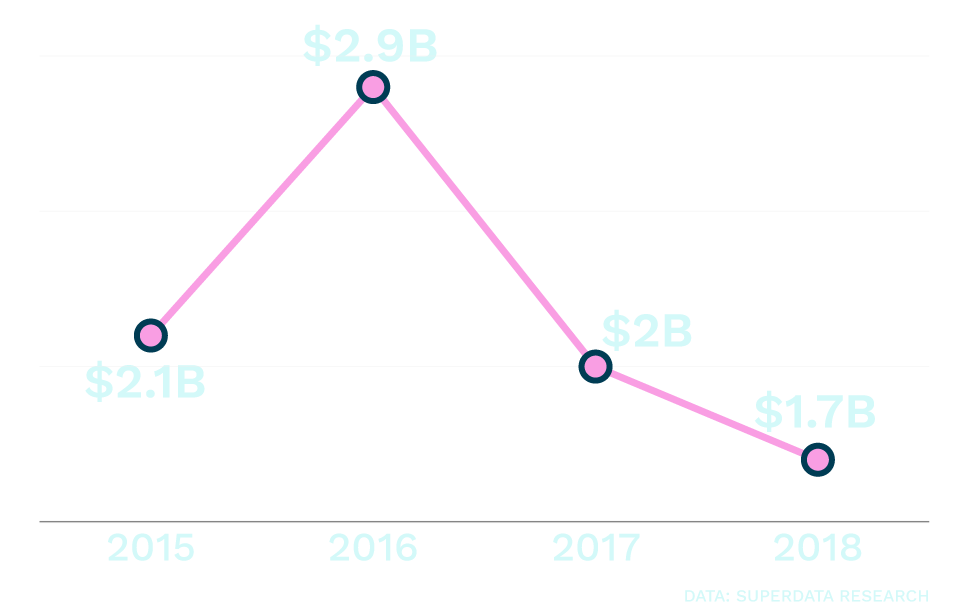 $2.9B
$2B
$2.1B
$1.7B
2015
2016
2017
2018
DATA: SUPERDATA RESEARCH